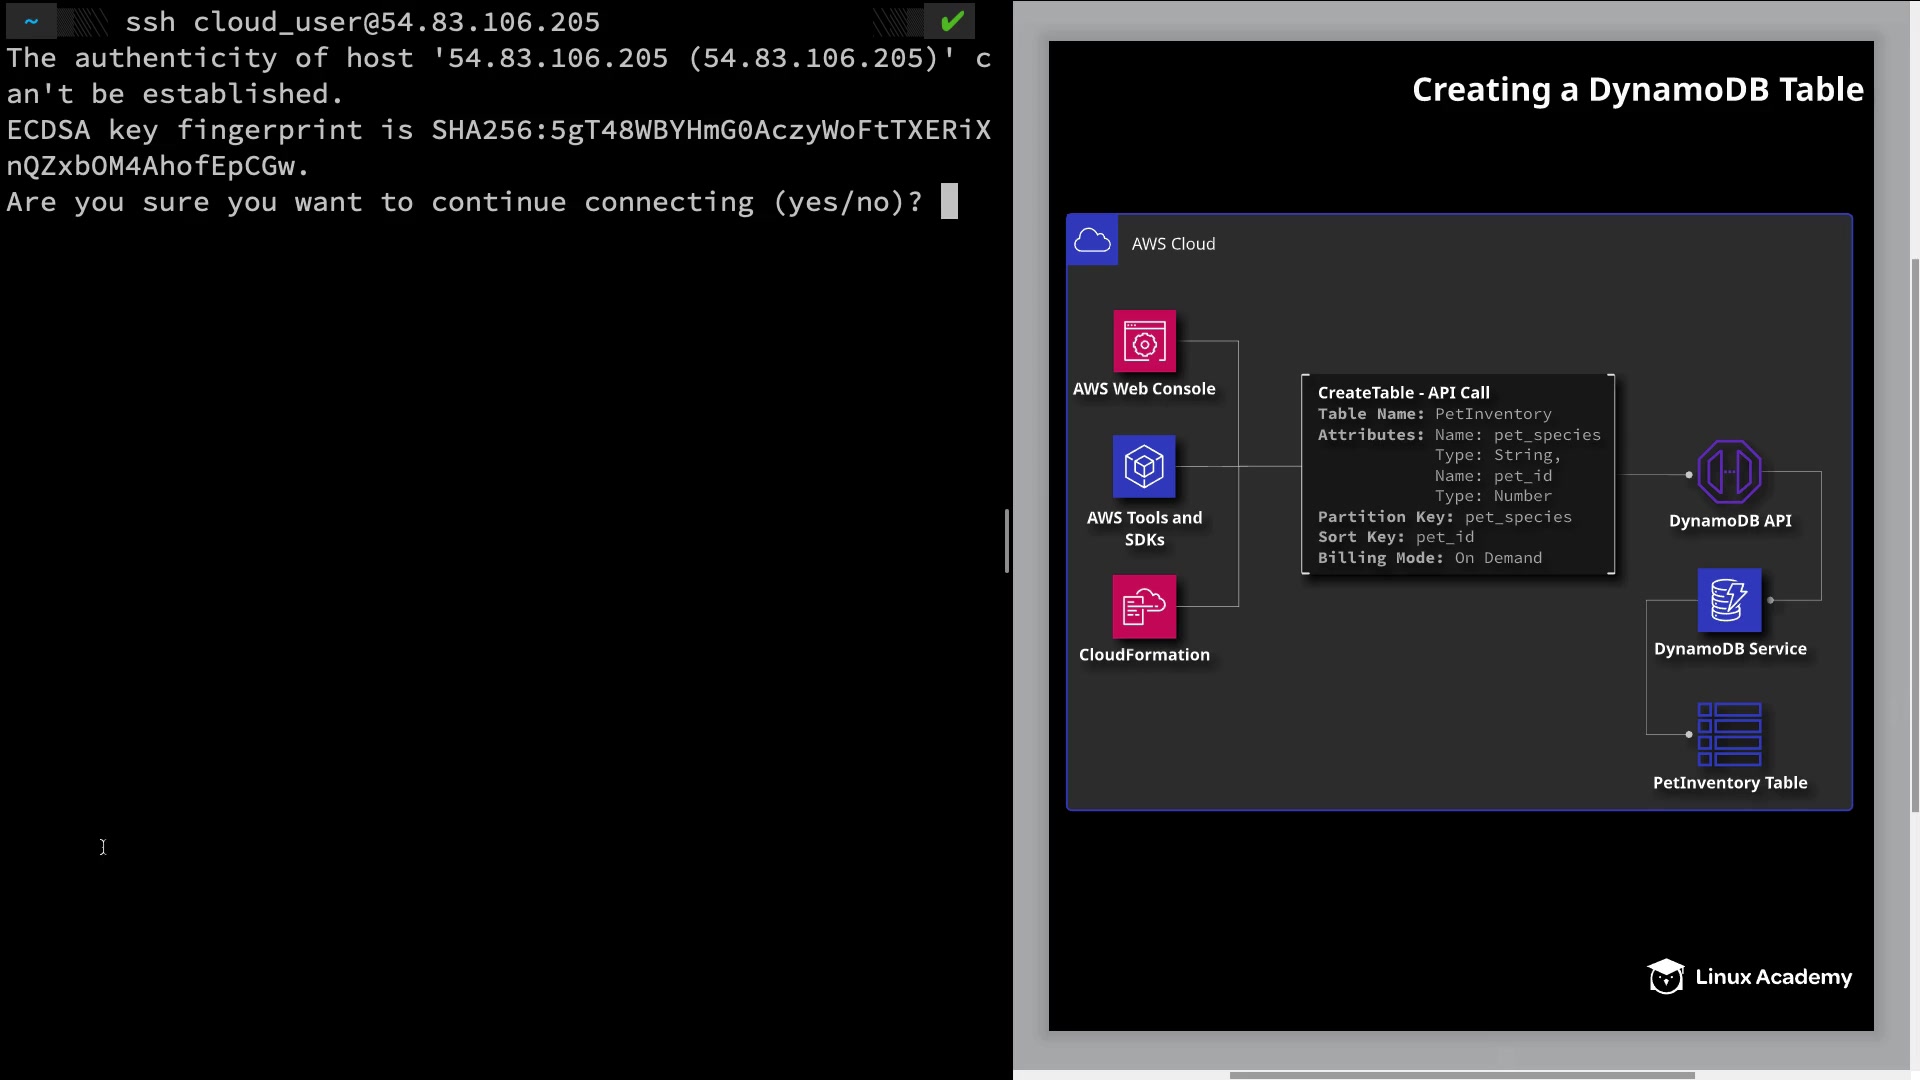 ~ ssh cloud_user@54.83.106.205 ✔
The authenticity of host '54.83.106.205 (54.83.106.205)' c
an't be established.
ECDSA key fingerprint is SHA256:5gT48WBYHmG0AczyWoFtTXERiX
nQZxbOM4AhofEpCGw.
Are you sure you want to continue connecting (yes/no)?
Creating a DynamoDB Table
AWS Cloud
AWS Web Console
AWS Tools and
SDKs
CloudFormation
CreateTable - API Call
Table Name: PetInventory
Attributes: Name: pet_species
Type: String,
Name: pet_id
Type: Number
Partition Key: pet_species
Sort Key: pet_id
Billing Mode: On Demand
DynamoDB API
DynamoDB Service
PetInventory Table
Linux Academy